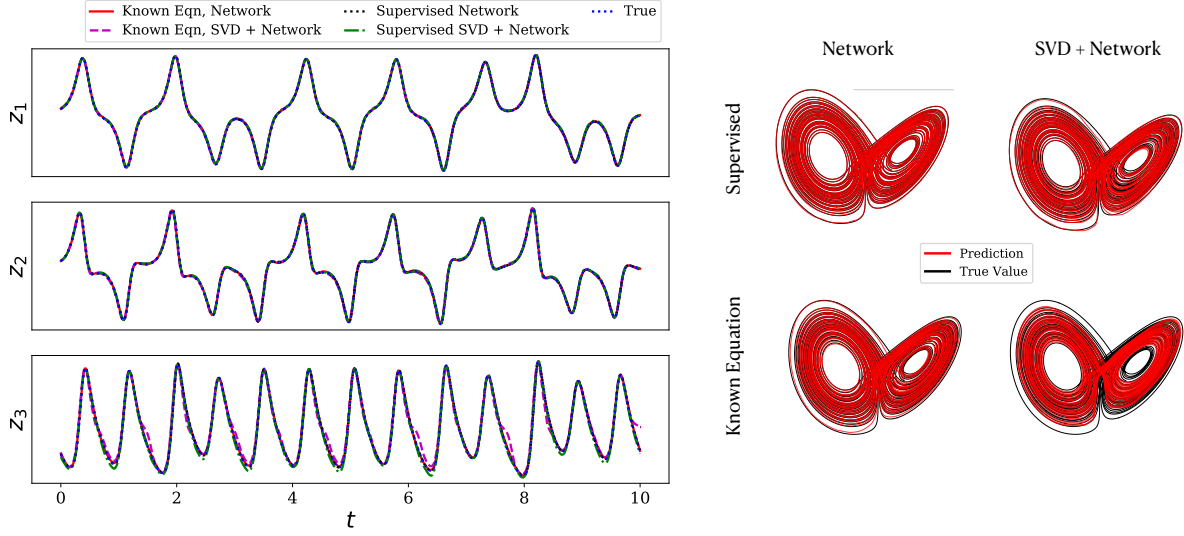 Known Eqn, Network
Supervised Network
True
Known Eqn, SVD + Network
Supervised SVD + Network
z1
z2
z3
0
2
4
6
8
10
t
Network
SVD + Network
Supervised
Prediction
True Value
Known Equation